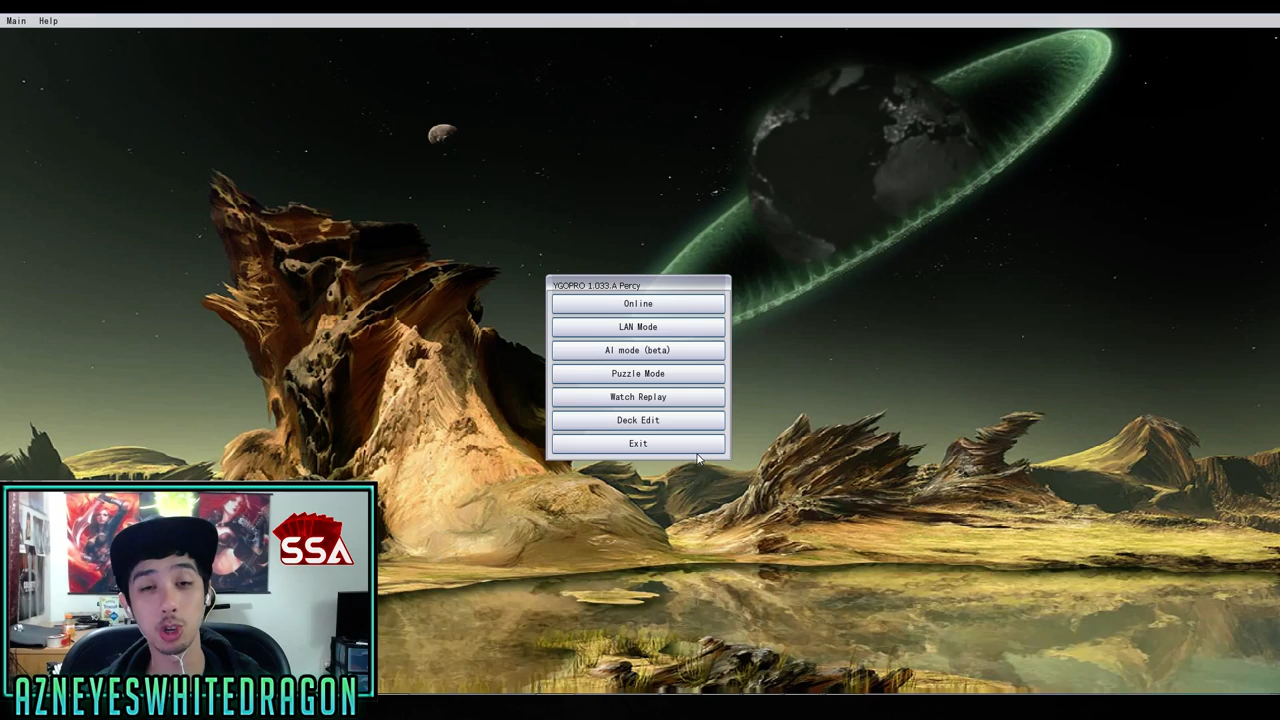 Main Help
YGOPRO 1.033.A Percy
Online
LAN Mode
AI mode (beta)
Puzzle Mode
Watch Replay
Deck Edit
Exit
SSA
AZNEYESWHITEDRAGON